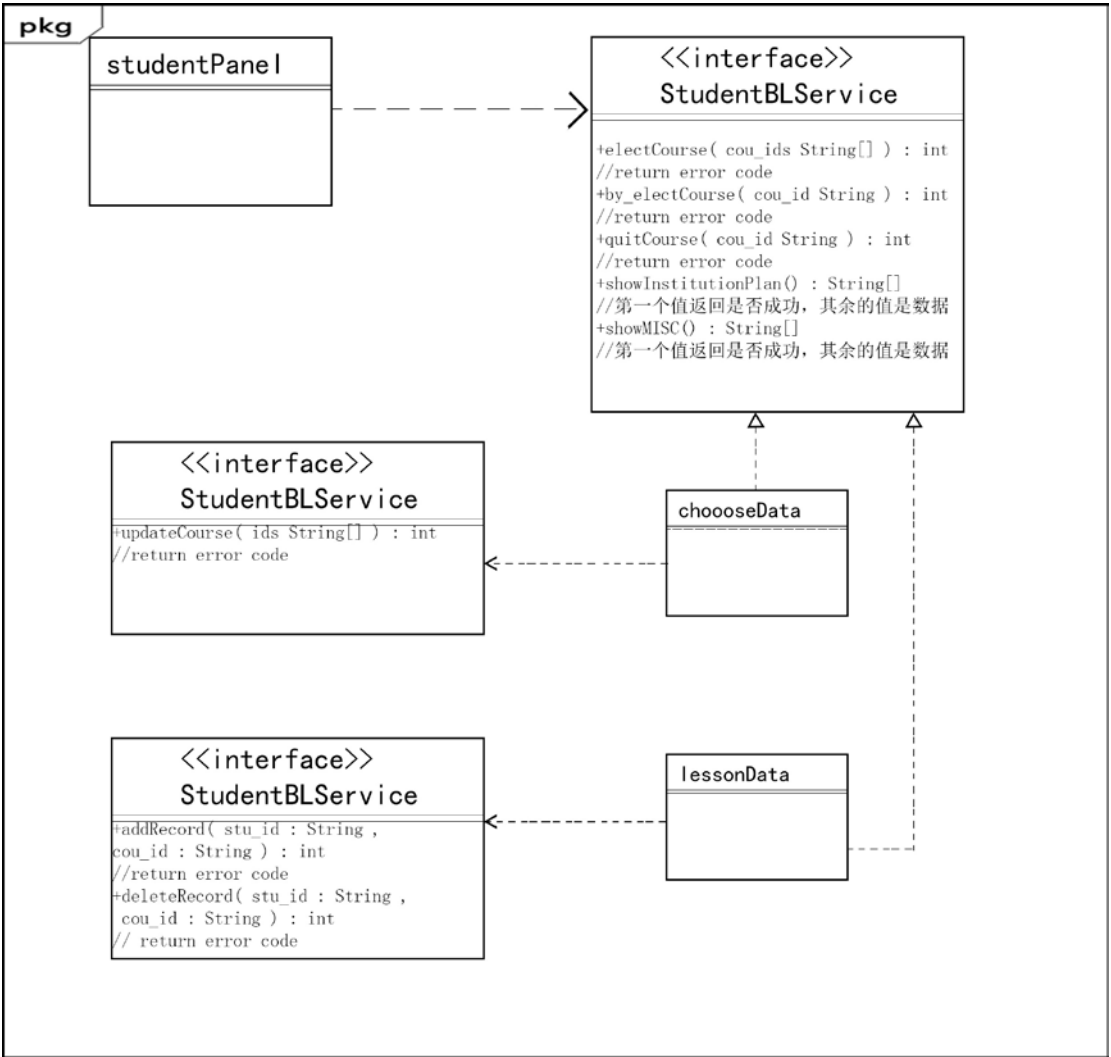 pkg
studentPanel
<<interface>>
StudentBLService
+electCourse( cou_ids String[] ) : int
//return error code
+by_electCourse( cou_id String ) : int
//return error code
+quitCourse( cou_id String ) : int
//return error code
+showInstitutionPlan() : String[]
//第一个值返回是否成功，其余的值是数据
+showMISC() : String[]
//第一个值返回是否成功，其余的值是数据
<<interface>>
StudentBLService
+updateCourse( ids String[] ) : int
//return error code
choooseData
<<interface>>
StudentBLService
+addRecord( stu_id : String ,
cou_id : String ) : int
//return error code
+deleteRecord( stu_id : String ,
cou_id : String ) : int
// return error code
lessonData